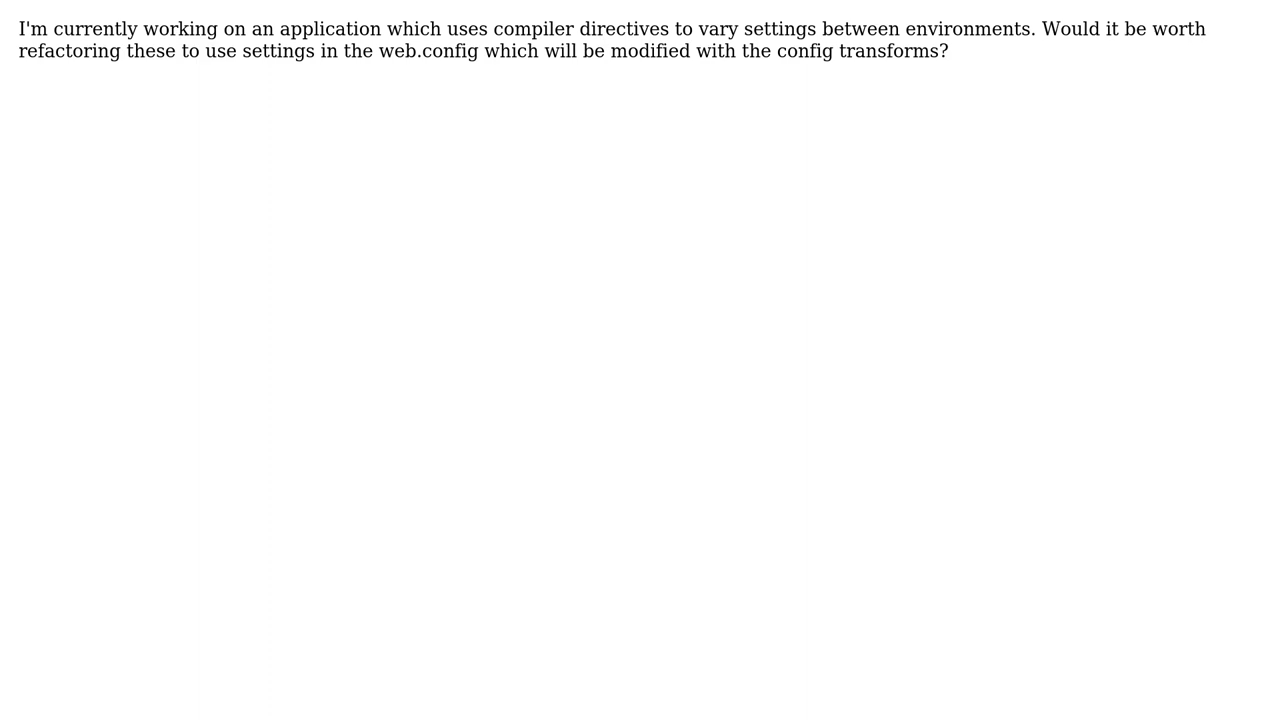 I'm currently working on an application which uses compiler directives to vary settings between environments. Would it be worth
refactoring these to use settings in the web.config which will be modified with the config transforms?